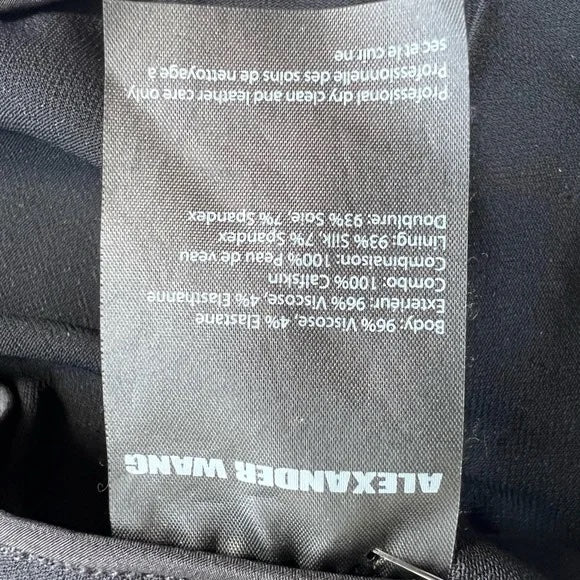 ALEXANDER WANG
Body: 96% Viscose, 4% Elastane
Exterieur: 96% Viscose, 4% Elasthanne
Combo: 100% Calfskin
Combinaison: 100% Peau de veau
Lining: 93% Silk, 7% Spandex
Doublure: 93% Soie, 7% Spandex
Professional dry clean and leather care only
Professionnelle des soins de nettoyage à
sec et le cuir ne